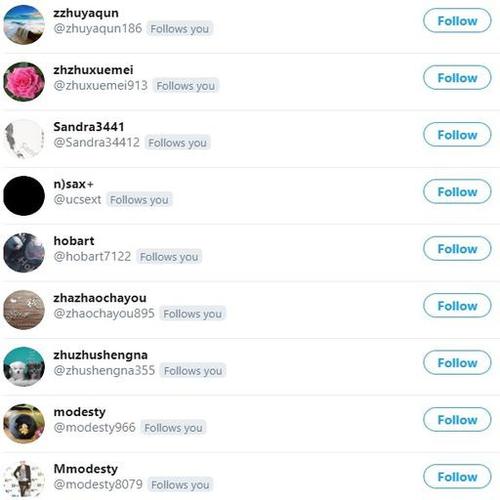 zzhuyaqun
@zhuyaqun186 Follows you
Follow
zhzhuxuemei
@zhuxuemei913 Follows you
Follow
Sandra3441
@Sandra34412 Follows you
Follow
n)sax+
@ucsext Follows you
Follow
hobart
@hobart7122 Follows you
Follow
zhazhaochayou
@zhaochayou895 Follows you
Follow
zhuzhushengna
@zhushengna355 Follows you
Follow
modesty
@modesty966 Follows you
Follow
Mmodesty
@modesty8079 Follows you
Follow